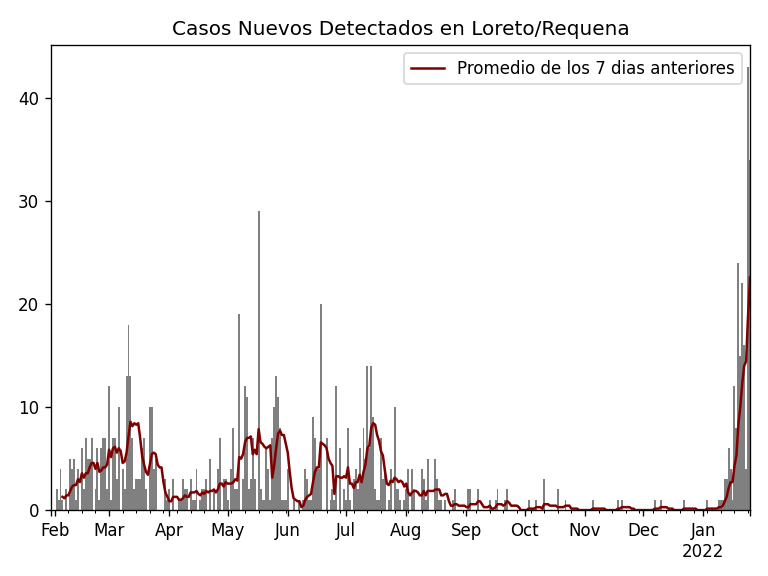 Casos Nuevos Detectados en Loreto/Requena
Promedio de los 7 dias anteriores
40
30
20
10
0
Feb Mar Apr May Jun Jul Aug Sep Oct Nov Dec Jan
2022